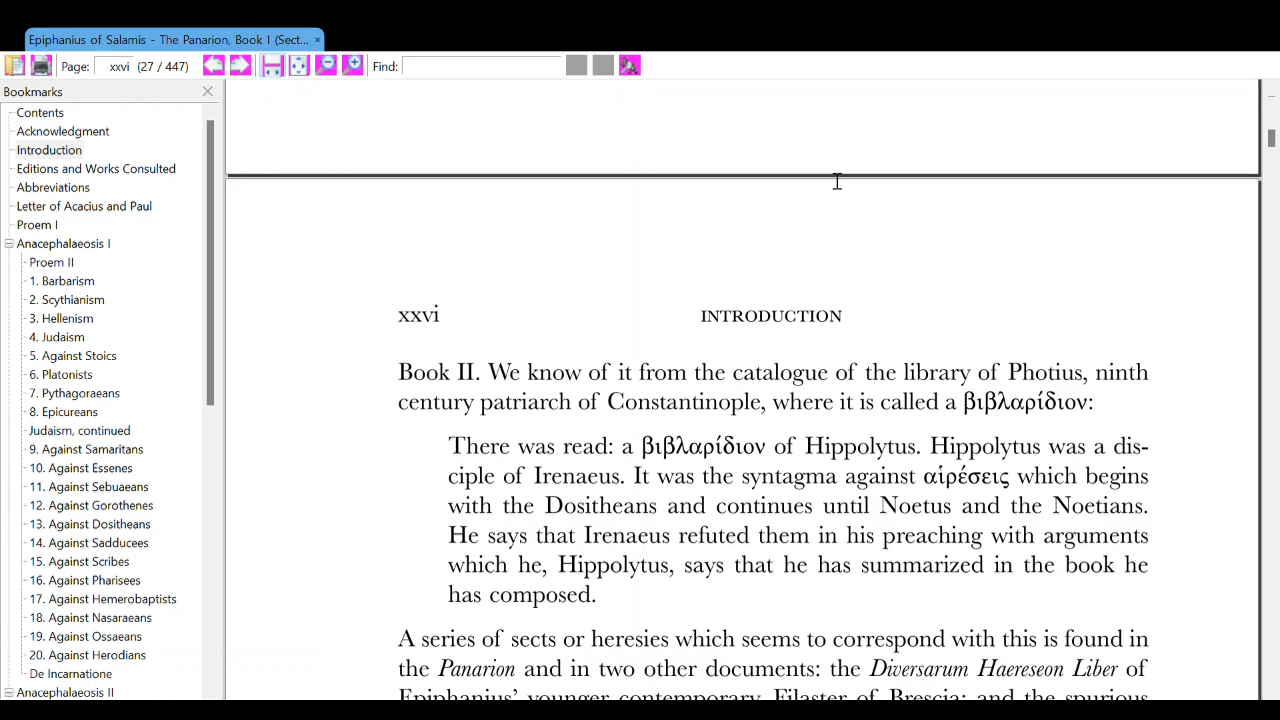 Epiphanius of Salamis - The Panarion, Book I (Sect... ×
Page: xxvi (27 / 447) Find:
Bookmarks
Contents
Acknowledgment
Introduction
Editions and Works Consulted
Abbreviations
Letter of Acacius and Paul
Proem I
Anacephalaeosis I
Proem II
1. Barbarism
2. Scythianism
3. Hellenism
4. Judaism
5. Against Stoics
6. Platonists
7. Pythagoraeans
8. Epicureans
Judaism, continued
9. Against Samaritans
10. Against Essenes
11. Against Sebuaeans
12. Against Gorothenes
13. Against Dositheans
14. Against Sadducees
15. Against Scribes
16. Against Pharisees
17. Against Hemerobaptists
18. Against Nasaraeans
19. Against Ossaeans
20. Against Herodians
De Incarnatione
Anacephalaeosis II
xxvi INTRODUCTION
Book II. We know of it from the catalogue of the library of Photius, ninth
century patriarch of Constantinople, where it is called a βιβλαρίδιον:
There was read: a βιβλαρίδιον of Hippolytus. Hippolytus was a dis-
ciple of Irenaeus. It was the syntagma against αἱρέσεις which begins
with the Dositheans and continues until Noetus and the Noetians.
He says that Irenaeus refuted them in his preaching with arguments
which he, Hippolytus, says that he has summarized in the book he
has composed.
A series of sects or heresies which seems to correspond with this is found in
the Panarion and in two other documents: the Diversarum Haereseon Liber of
Epiphanius' younger contemporary, Filaster of Brescia; and the spurious